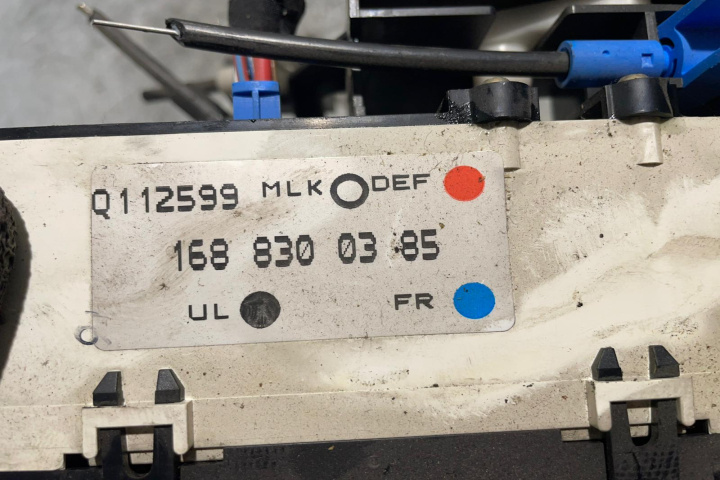 Q112599 MLK DEF
168 830 03 85
UL FR